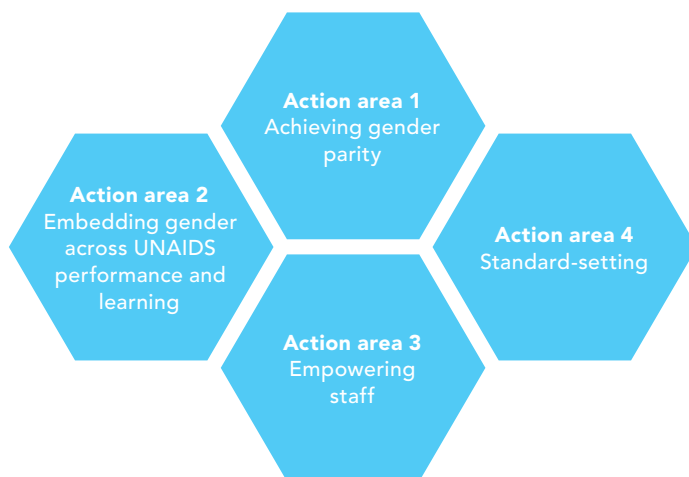 Action area 1
Achieving gender
parity
Action area 2
Embedding gender
across UNAIDS
performance and
learning
Action area 4
Standard-setting
Action area 3
Empowering
staff